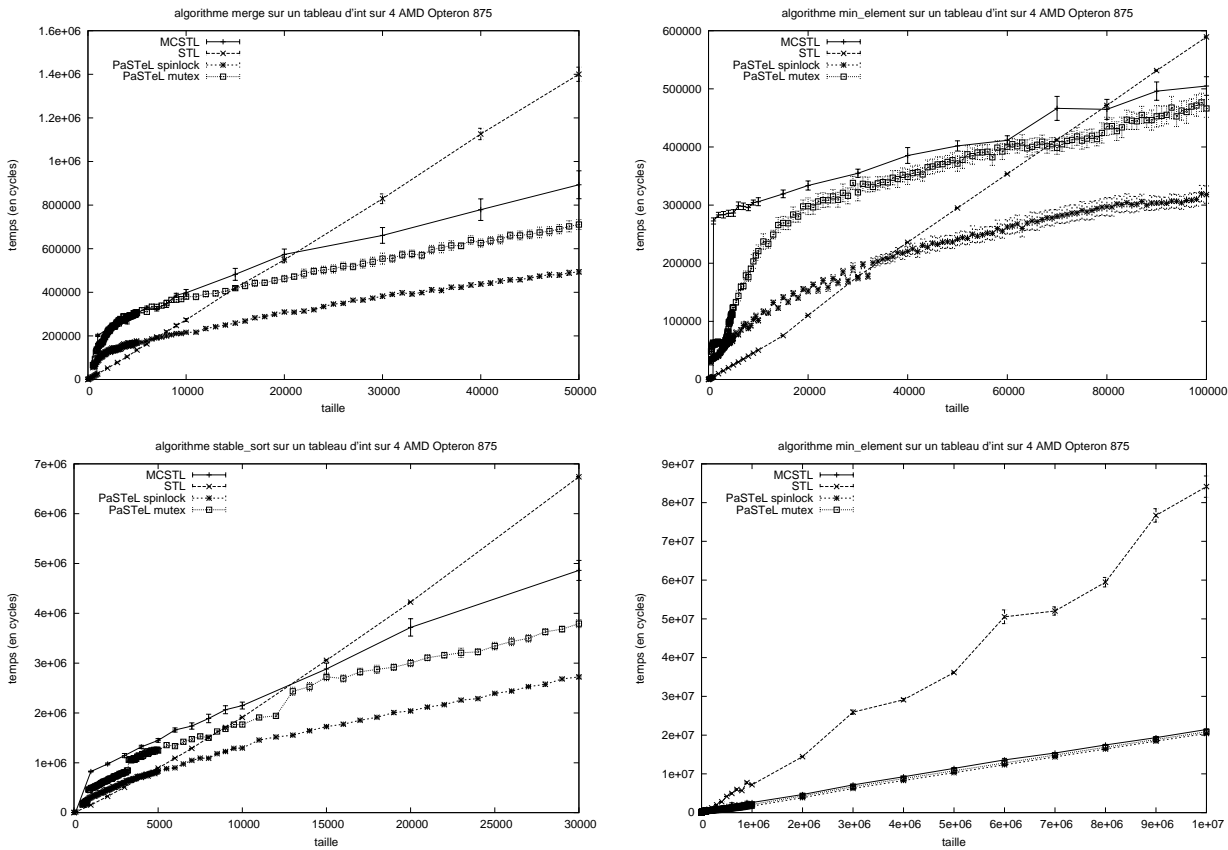 algorithme merge sur un tableau d'int sur 4 AMD Opteron 875
1.6e+06
1.4e+06
1.2e+06
1e+06
800000
600000
400000
200000
0
temps (en cycles)
MCSTL
STL
PaSTeL spinlock
PaSTeL mutex
0 10000 20000 30000 40000 50000
taille
algorithme min_element sur un tableau d'int sur 4 AMD Opteron 875
600000
500000
400000
300000
200000
100000
0
temps (en cycles)
MCSTL
STL
PaSTeL spinlock
PaSTeL mutex
0 20000 40000 60000 80000 100000
taille
algorithme stable_sort sur un tableau d'int sur 4 AMD Opteron 875
7e+06
6e+06
5e+06
4e+06
3e+06
2e+06
1e+06
0
temps (en cycles)
MCSTL
STL
PaSTeL spinlock
PaSTeL mutex
0 5000 10000 15000 20000 25000 30000
taille
algorithme min_element sur un tableau d'int sur 4 AMD Opteron 875
9e+07
8e+07
7e+07
6e+07
5e+07
4e+07
3e+07
2e+07
1e+07
0
temps (en cycles)
MCSTL
STL
PaSTeL spinlock
PaSTeL mutex
0 1e+06 2e+06 3e+06 4e+06 5e+06 6e+06 7e+06 8e+06 9e+06 1e+07
taille